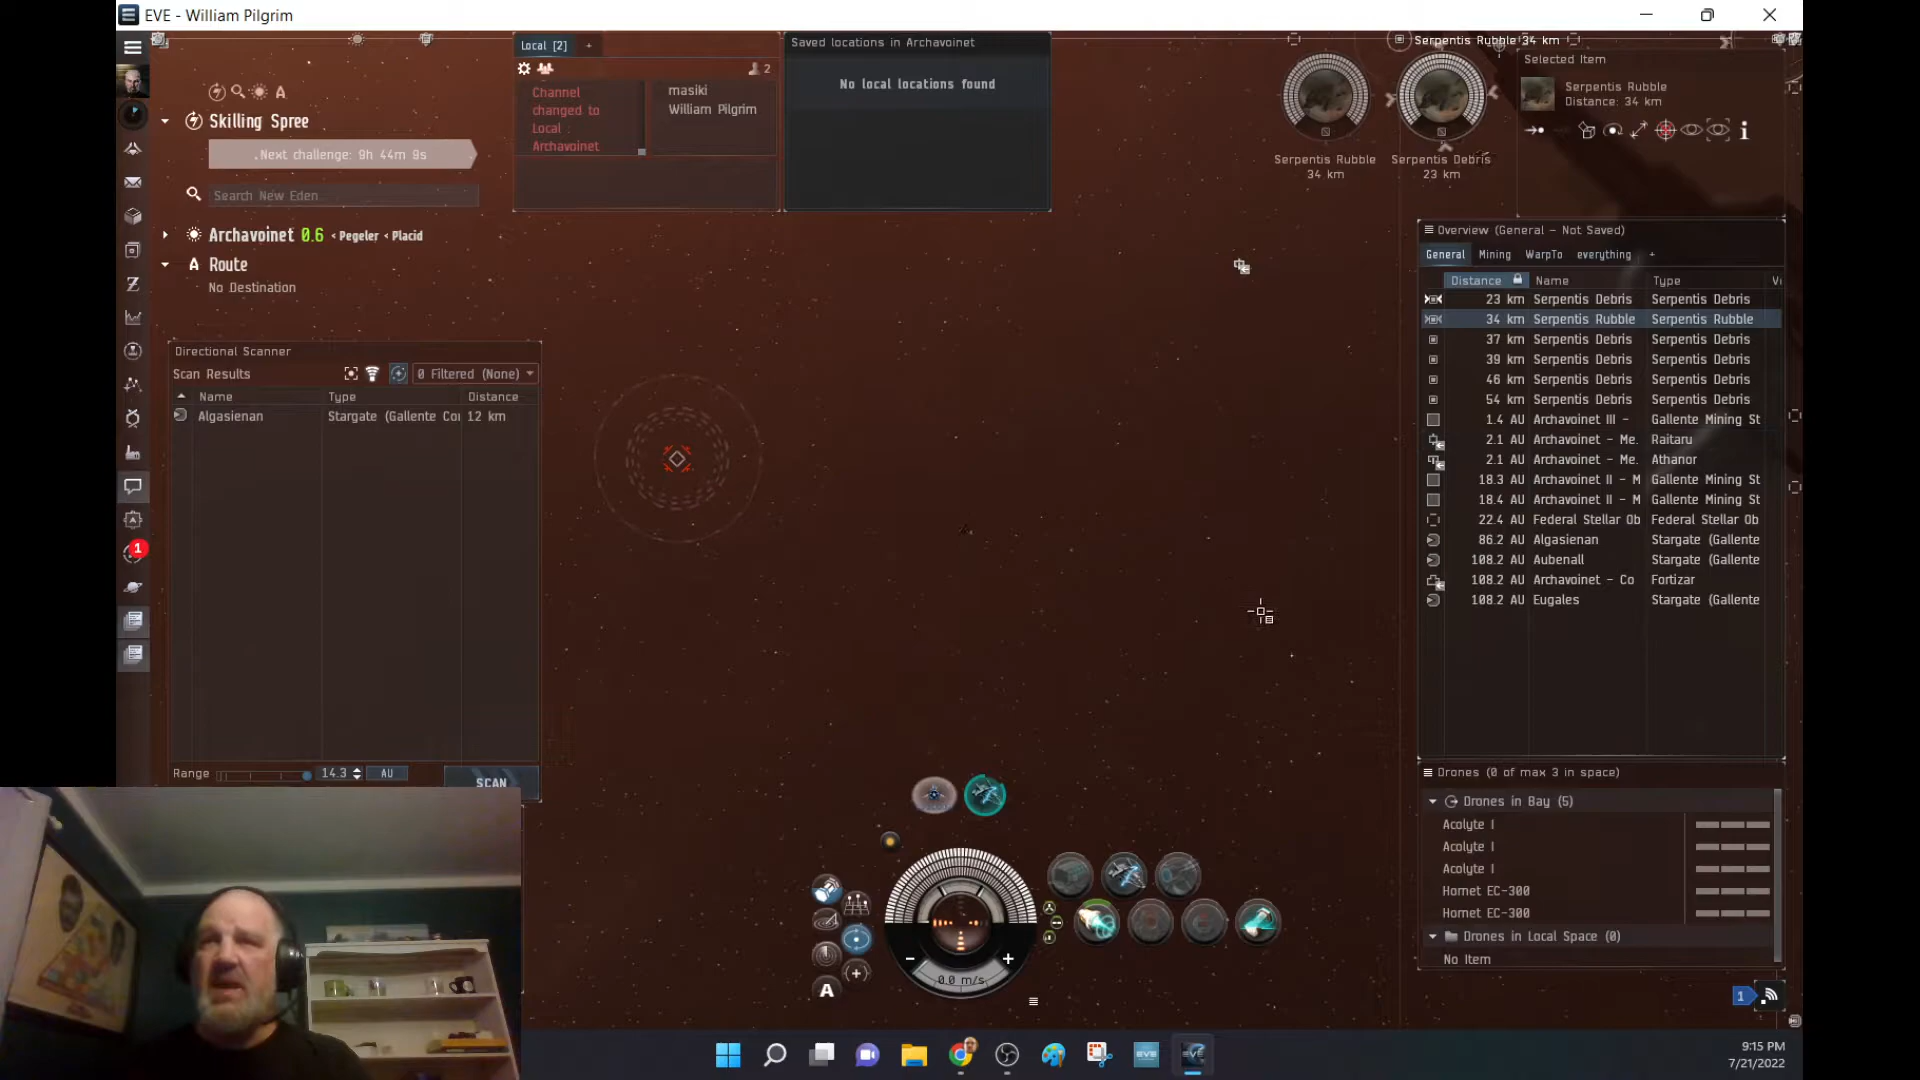 EVE - William Pilgrim
Skilling Spree
Next challenge: 9h 44m 9s
Search New Eden
Archavoinet 0.6 < Pegeler < Placid
A Route
No Destination
Local [2] +
2
Channel
changed to
Local :
Archavoinet
masiki
William Pilgrim
Saved locations in Archavoinet
No local locations found
Serpentis Rubble 34 km
Serpentis Rubble
34 km
Serpentis Debris
23 km
Selected Item
Serpentis Rubble
Distance: 34 km
Directional Scanner
Scan Results
0 Filtered (None)
Name Type Distance
Algasienan Stargate (Gallente Co 12 km
Range 14.3 AU SCAN
Overview (General - Not Saved)
General Mining WarpTo everything +
Distance Name Type
23 km Serpentis Debris Serpentis Debris
34 km Serpentis Rubble Serpentis Rubble
37 km Serpentis Debris Serpentis Debris
39 km Serpentis Debris Serpentis Debris
46 km Serpentis Debris Serpentis Debris
54 km Serpentis Debris Serpentis Debris
1.4 AU Archavoinet III - Gallente Mining St
2.1 AU Archavoinet - Me. Raitaru
2.1 AU Archavoinet - Me. Athanor
18.3 AU Archavoinet II - M Gallente Mining St
18.4 AU Archavoinet II - M Gallente Mining St
22.4 AU Federal Stellar Ob Federal Stellar Ob
86.2 AU Algasienan Stargate (Gallente
108.2 AU Aubenall Stargate (Gallente
108.2 AU Archavoinet - Co Fortizar
108.2 AU Eugales Stargate (Gallente
Drones (0 of max 3 in space)
Drones in Bay (5)
Acolyte I
Acolyte I
Acolyte I
Hornet EC-300
Hornet EC-300
Drones in Local Space (0)
No Item
0.0 m/s
A
1
1
EVE
EVE
9:15 PM
7/21/2022